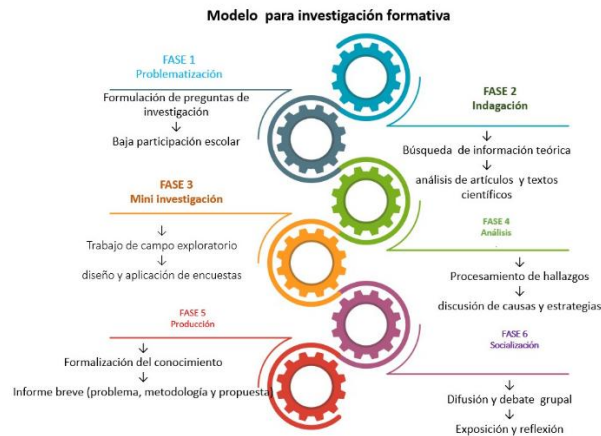 Modelo para investigación formativa
FASE 1
Problematización
Formulación de preguntas de
investigación
↓
Baja participación escolar
FASE 2
Indagación
↓
Búsqueda de información teórica
↓
análisis de artículos y textos
científicos
FASE 3
Mini investigación
↓
Trabajo de campo exploratorio
↓
diseño y aplicación de encuestas
FASE 4
Análisis
Procesamiento de hallazgos
↓
discusión de causas y estrategias
FASE 5
Producción
↓
Formalización del conocimiento
↓
Informe breve (problema, metodología y propuesta)
FASE 6
Socialización
↓
Difusión y debate grupal
↓
Exposición y reflexión